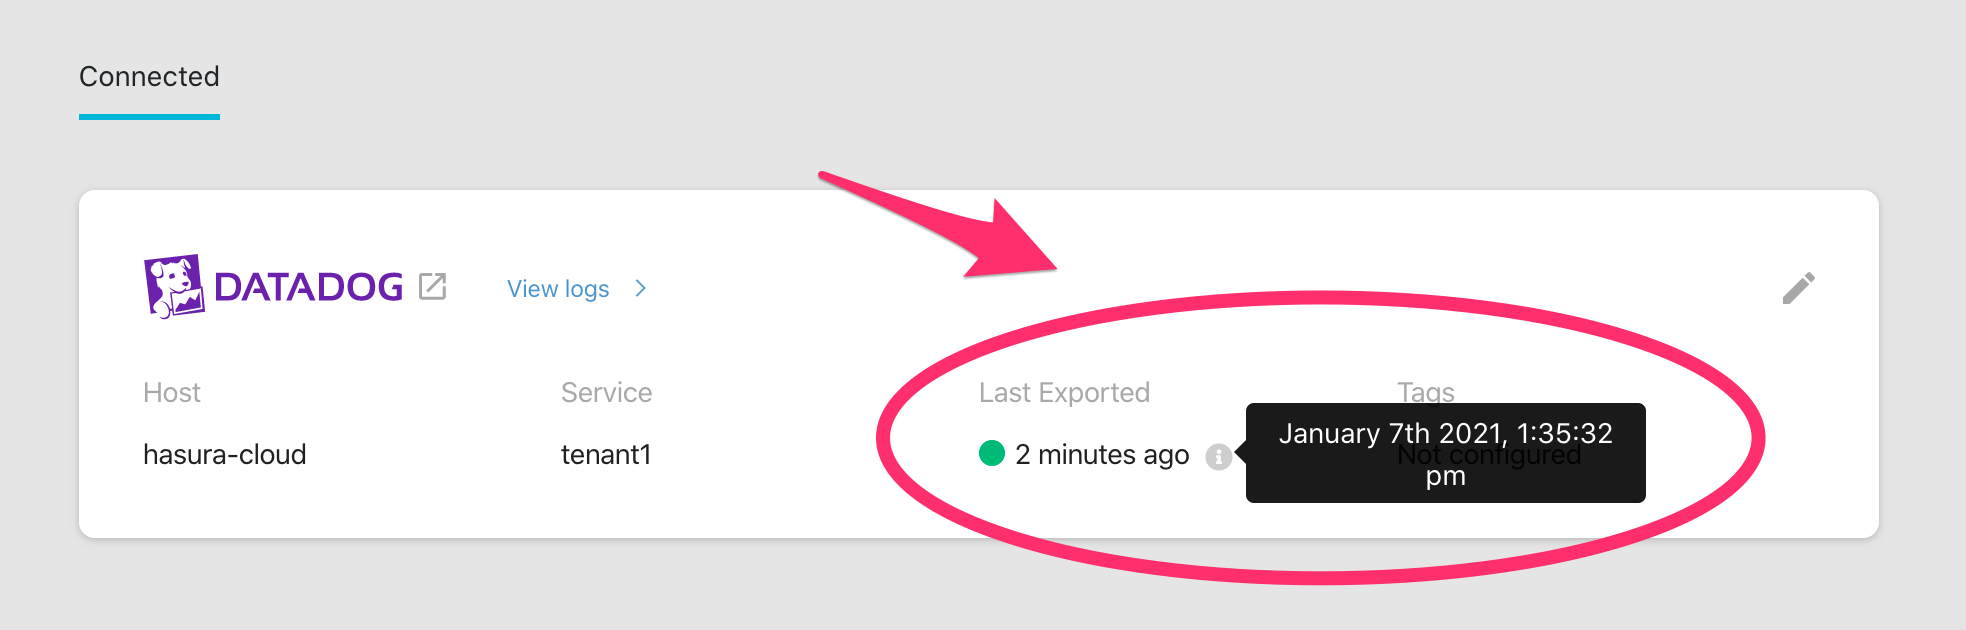 Connected
DATADOG
View logs
Host
Service
Last Exported
Tags
hasura-cloud
tenant1
2 minutes ago
Not configured
January 7th 2021, 1:35:32
pm